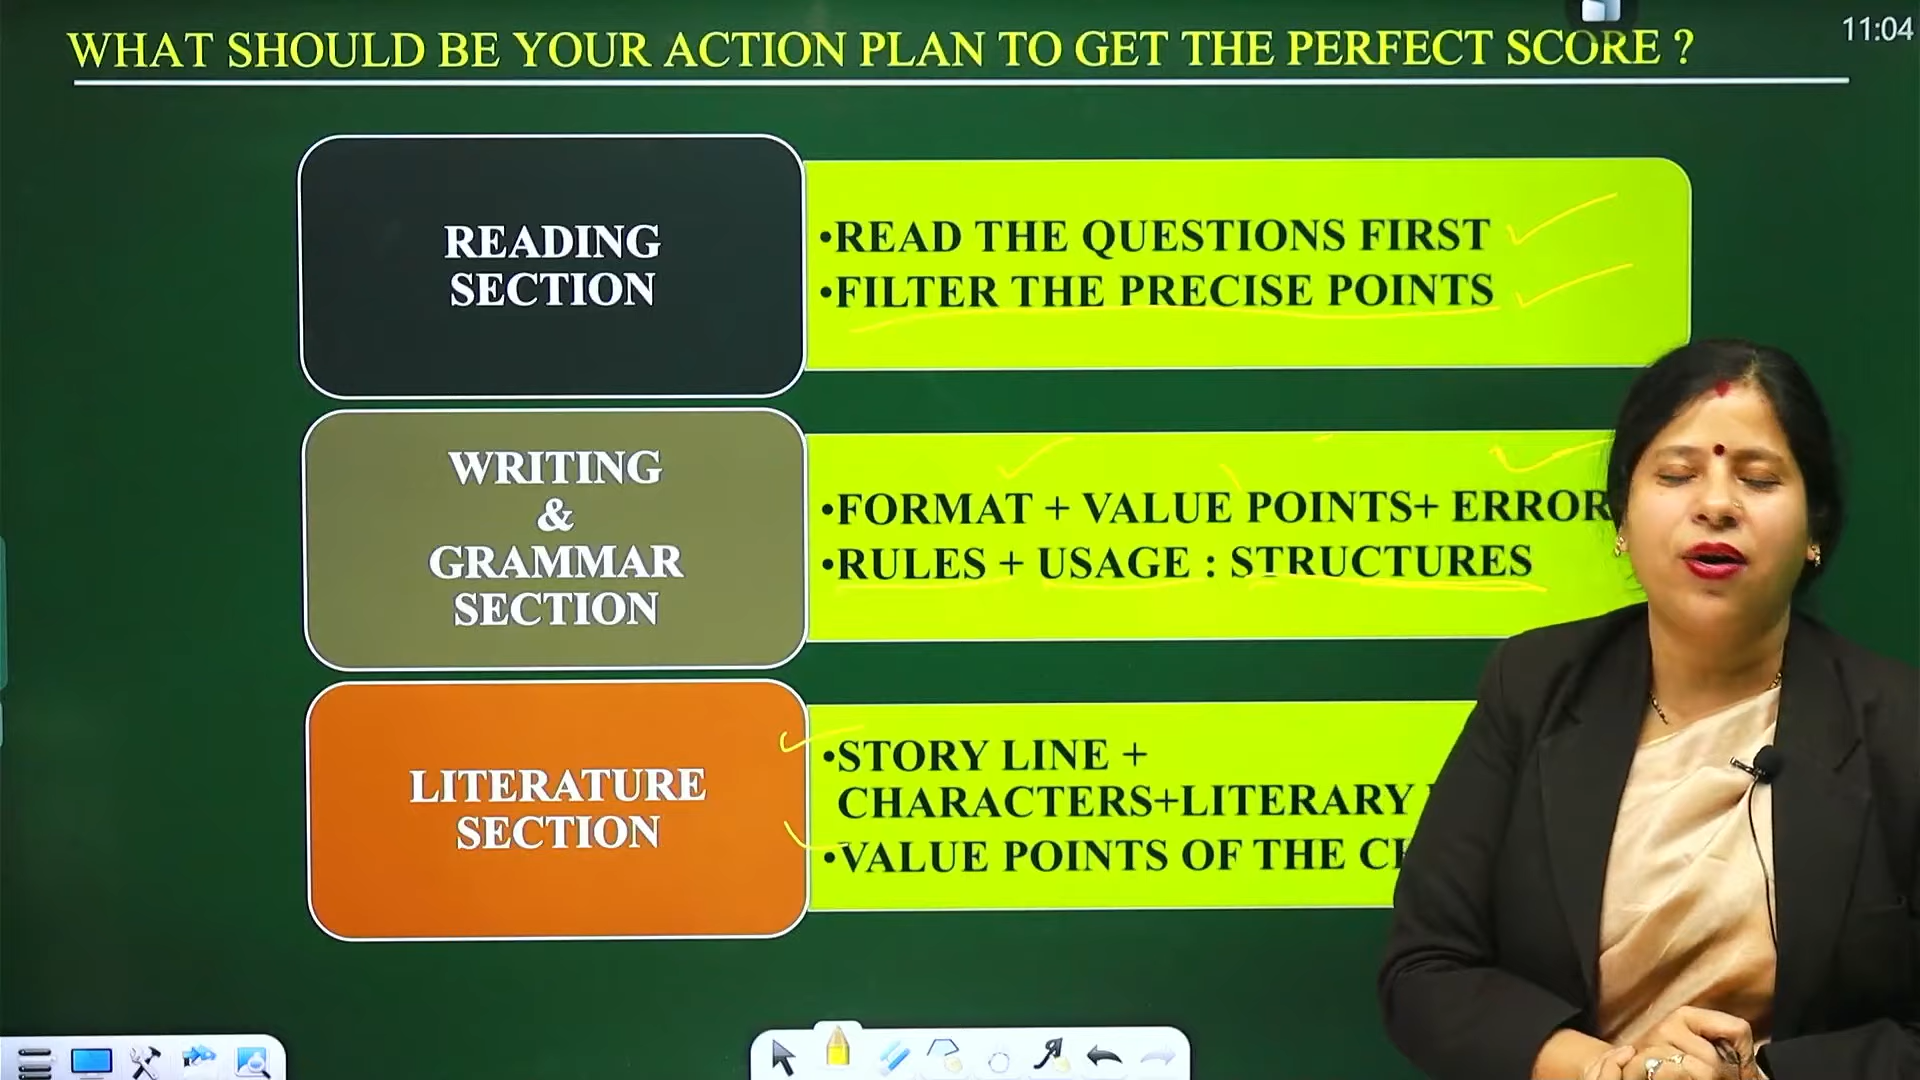 WHAT SHOULD BE YOUR ACTION PLAN TO GET THE PERFECT SCORE ?
11:04
READING
SECTION
•READ THE QUESTIONS FIRST
•FILTER THE PRECISE POINTS
WRITING
&
GRAMMAR
SECTION
•FORMAT + VALUE POINTS+ ERROR
•RULES + USAGE : STRUCTURES
LITERATURE
SECTION
•STORY LINE +
CHARACTERS+LITERARY
•VALUE POINTS OF THE